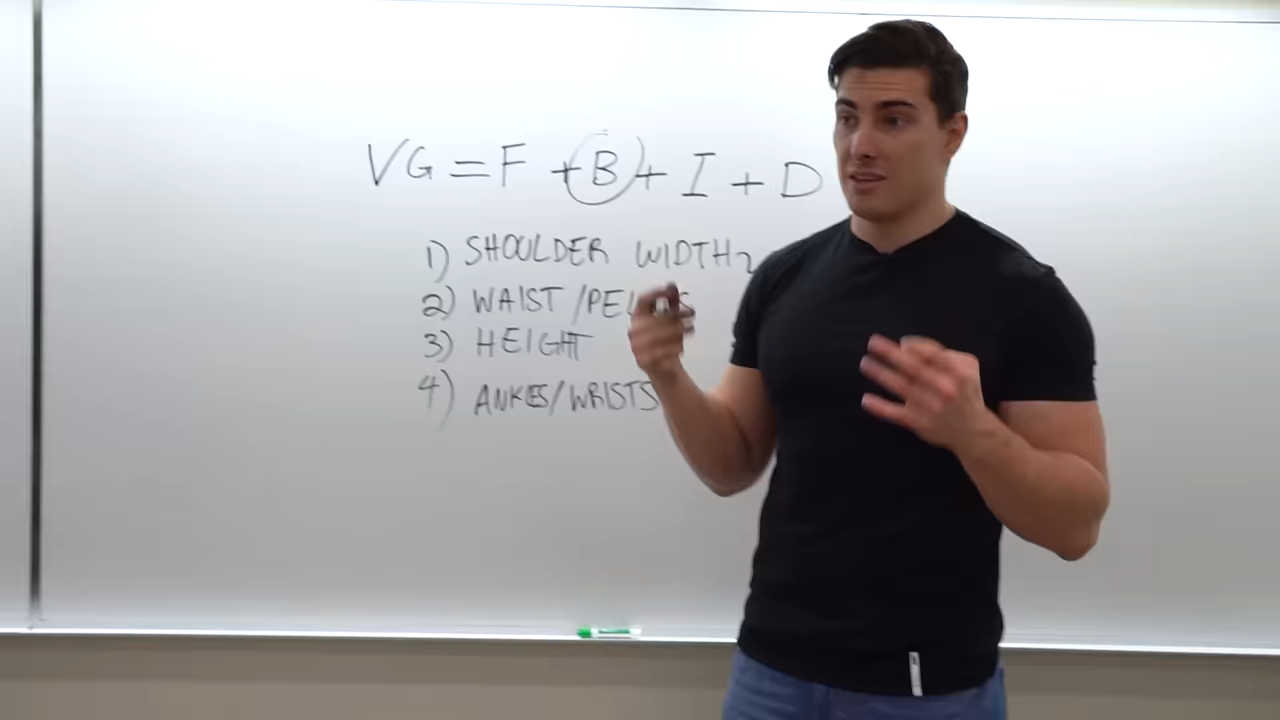 VG = F + B + I + D
1) SHOULDER WIDTH
2) WAIST /
3) HEIGHT
4) ANKES/WRISTS